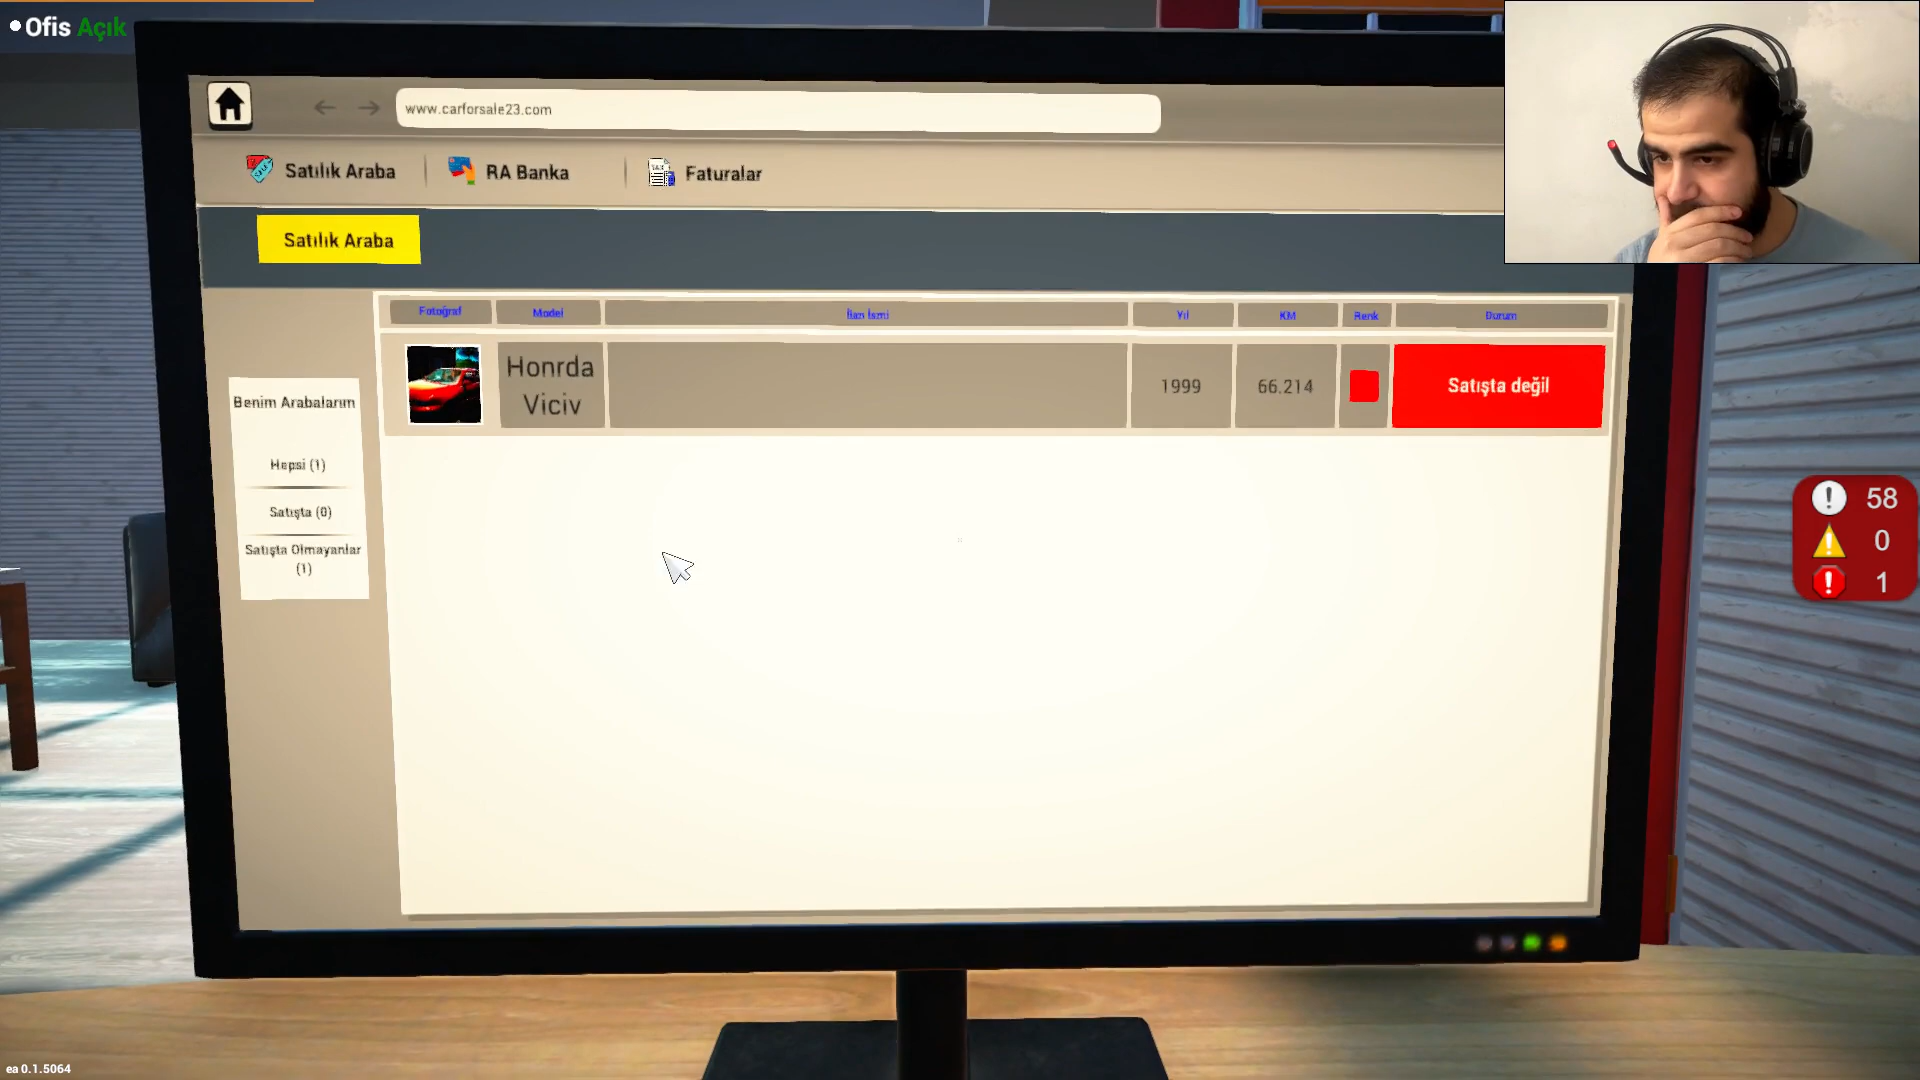 Ofis Açık
www.carforsale23.com
Satılık Araba
RA Banka
Faturalar
Satılık Araba
Fotoğraf
Model
İlan İsmi
Yıl
KM
Renk
Durum
Honrda
Viciv
1999
66.214
Satışta değil
Benim Arabalarım
Hepsi (1)
Satışta (0)
Satışta Olmayanlar
(1)
58
0
1
ea 0.1.5064